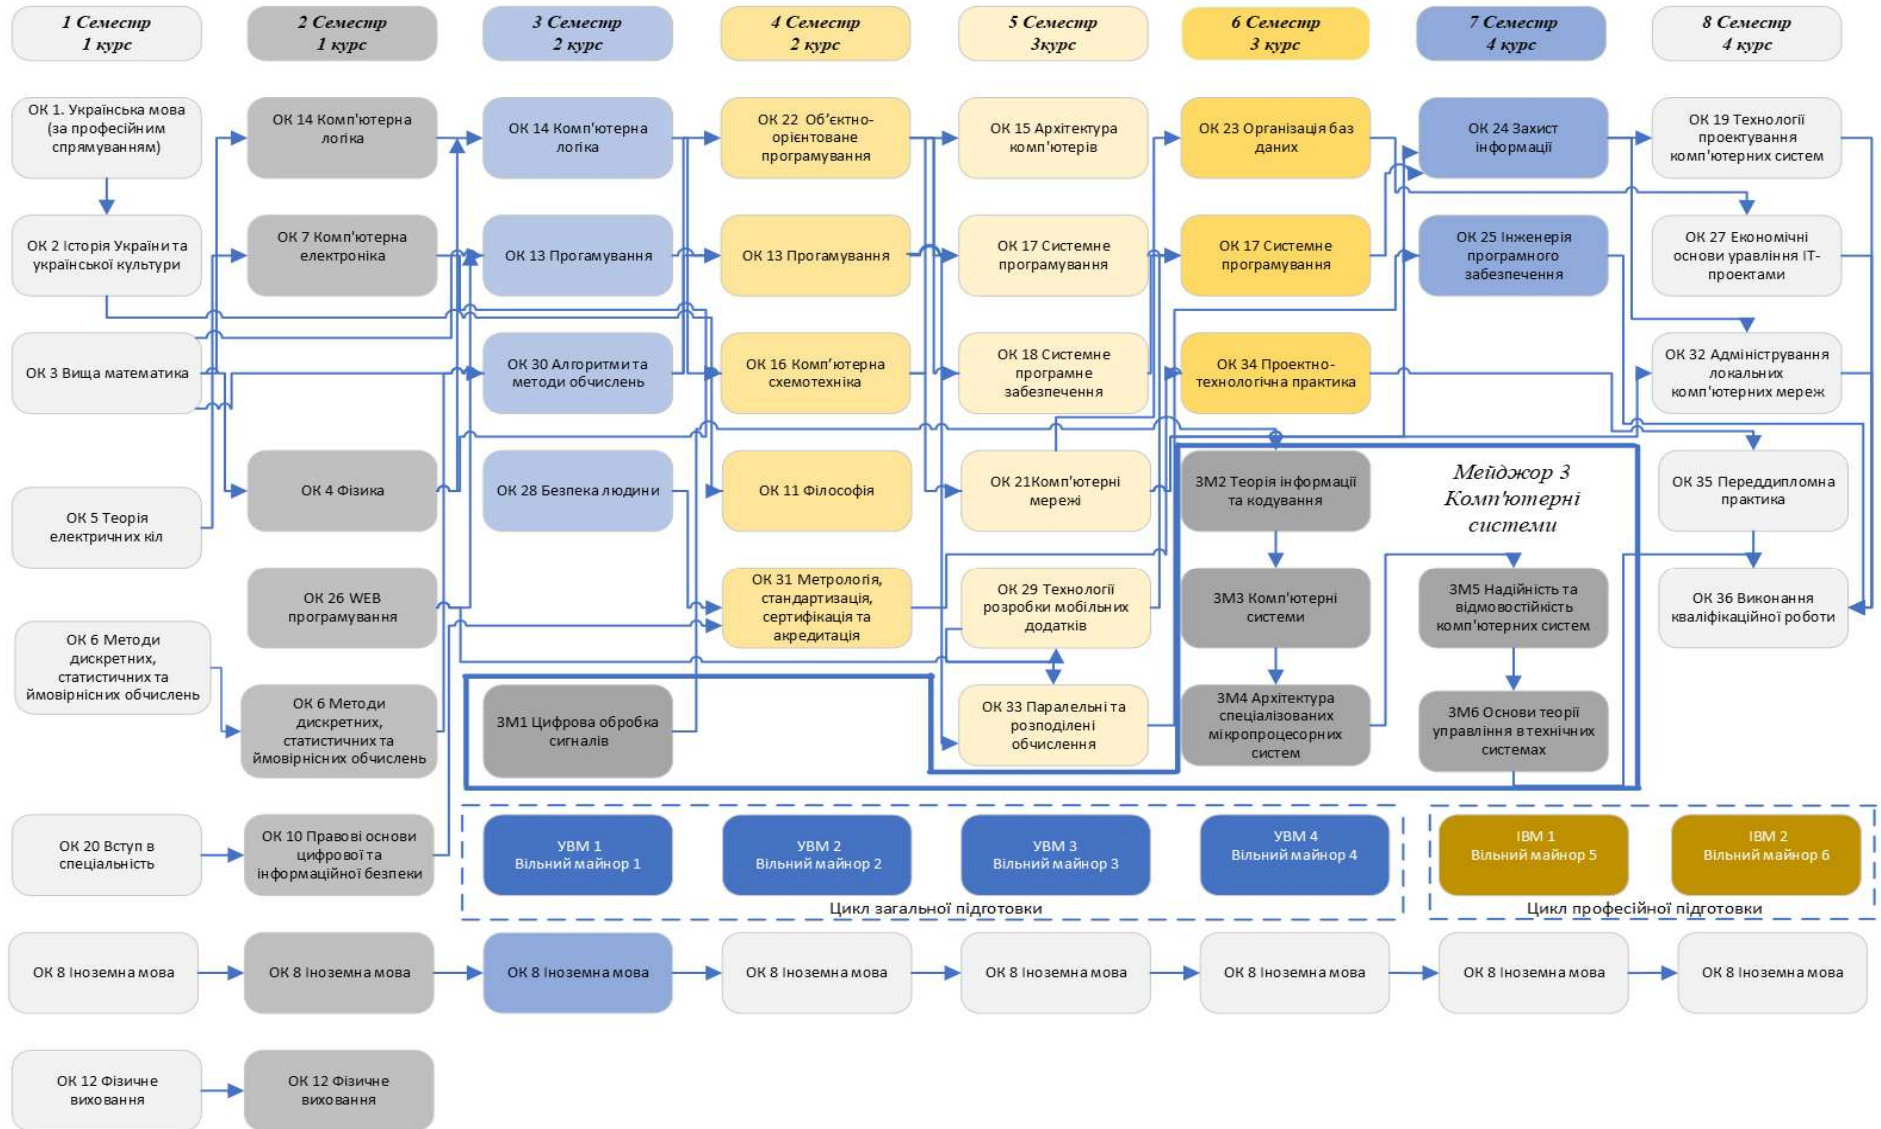 1 Семестр
1 курс
2 Семестр
1 курс
3 Семестр
2 курс
4 Семестр
2 курс
5 Семестр
3курс
6 Семестр
3 курс
7 Семестр
4 курс
8 Семестр
4 курс
ОК 1. Українська мова
(за професійним
спрямуванням)
ОК 14 Комп'ютерна
логіка
ОК 14 Комп'ютерна
логіка
ОК 22 Об’єктно-
орієнтоване
програмування
ОК 15 Архітектура
комп'ютерів
ОК 23 Організація баз
даних
ОК 24 Захист
інформації
ОК 19 Технології
проектування
комп'ютерних систем
ОК 2 Історія України та
української культури
ОК 7 Комп'ютерна
електроніка
ОК 13 Прогамування
ОК 13 Прогамування
ОК 17 Системне
програмування
ОК 17 Системне
програмування
ОК 25 Інженерія
програмного
забезпечення
ОК 27 Економічні
основи уравління ІТ-
проектами
ОК 3 Вища математика
ОК 30 Алгоритми та
методи обчислень
ОК 16 Комп’ютерна
схемотехніка
ОК 18 Системне
програмне
забезпечення
ОК 34 Проектно-
технологічна практика
ОК 32 Адміністрування
локальних
комп'ютерних мереж
ОК 5 Теорія
електричних кіл
ОК 4 Фізика
ОК 28 Безпека людини
ОК 11 Філософія
ОК 21Комп'ютерні
мережі
3М2 Теорія інформації
та кодування
Мейджор 3
Комп'ютерні
системи
ОК 35 Переддипломна
практика
ОК 26 WEB
програмування
ОК 31 Метрологія,
стандартизація,
сертифікація та
акредитація
ОК 29 Технології
розробки мобільних
додатків
3М3 Комп'ютерні
системи
3М5 Надійність та
відмовостійкість
комп'ютерних систем
ОК 36 Виконання
кваліфікаційної роботи
ОК 6 Методи
дискретних,
статистичних та
ймовірнісних обчислень
ОК 6 Методи
дискретних,
статистичних та
ймовірнісних обчислень
3М1 Цифрова обробка
сигналів
ОК 33 Паралельні та
розподілені
обчислення
3М4 Архітектура
спеціалізованих
мікропроцесорних
систем
3М6 Основи теорії
управління в технічних
системах
ОК 20 Вступ в
спеціальність
ОК 10 Правові основи
цифрової та
інформаційної безпеки
УВМ 1
Вільний майнор 1
УВМ 2
Вільний майнор 2
УВМ 3
Вільний майнор 3
УВМ 4
Вільний майнор 4
ІВМ 1
Вільний майнор 5
ІВМ 2
Вільний майнор 6
Цикл загальної підготовки
Цикл професійної підготовки
ОК 8 Іноземна мова
ОК 8 Іноземна мова
ОК 8 Іноземна мова
ОК 8 Іноземна мова
ОК 8 Іноземна мова
ОК 8 Іноземна мова
ОК 8 Іноземна мова
ОК 8 Іноземна мова
ОК 12 Фізичне
виховання
ОК 12 Фізичне
виховання